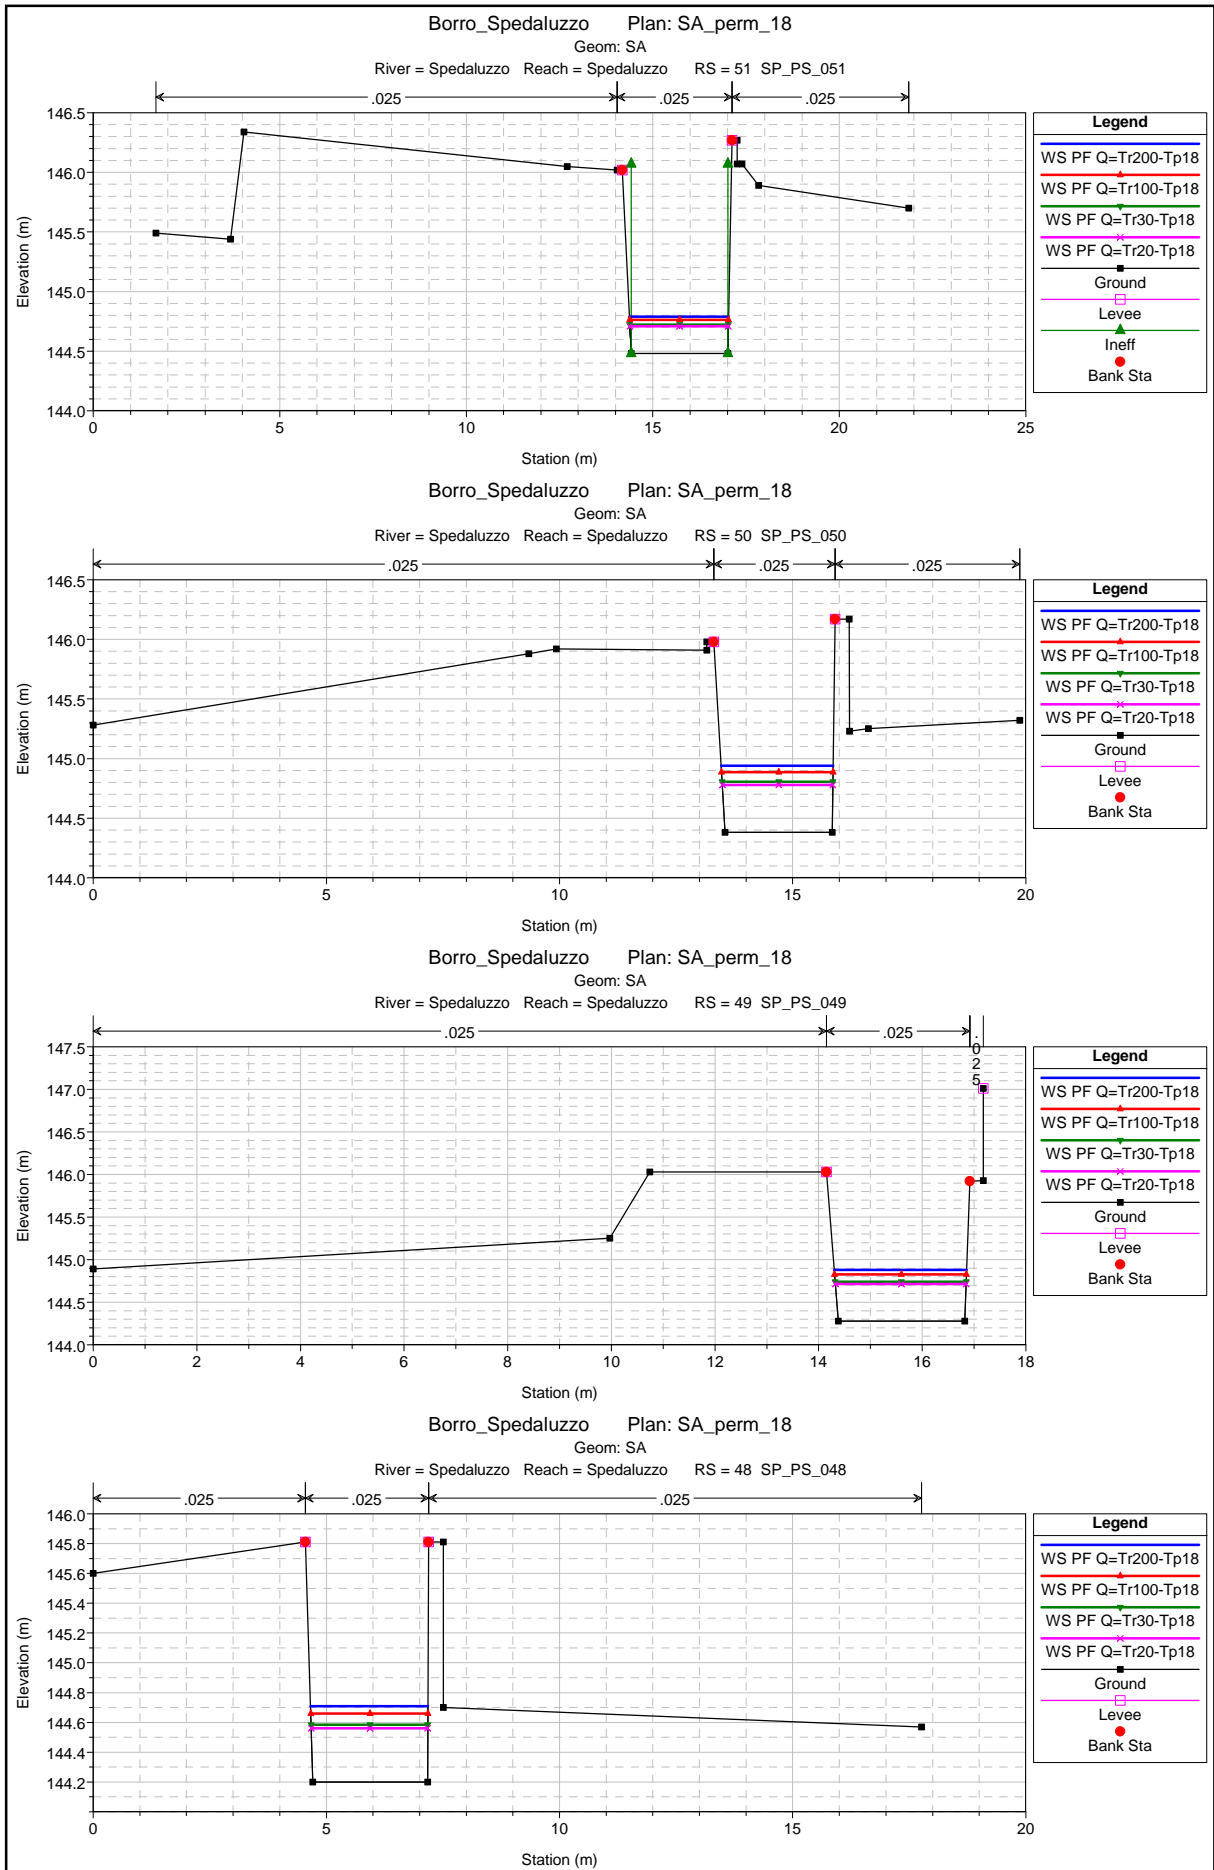 Borro_Spedaluzzo Plan: SA_perm_18
Geom: SA
River = Spedaluzzo Reach = Spedaluzzo RS = 51 SP_PS_051
.025 .025 .025
146.5
146.0
145.5
145.0
144.5
144.0
Elevation (m)
0 5 10 15 20 25
Station (m)
Legend
WS PF Q=Tr200-Tp18
WS PF Q=Tr100-Tp18
WS PF Q=Tr30-Tp18
WS PF Q=Tr20-Tp18
Ground
Levee
Ineff
Bank Sta
Borro_Spedaluzzo Plan: SA_perm_18
Geom: SA
River = Spedaluzzo Reach = Spedaluzzo RS = 50 SP_PS_050
.025 .025 .025
146.5
146.0
145.5
145.0
144.5
144.0
Elevation (m)
0 5 10 15 20
Station (m)
Legend
WS PF Q=Tr200-Tp18
WS PF Q=Tr100-Tp18
WS PF Q=Tr30-Tp18
WS PF Q=Tr20-Tp18
Ground
Levee
Bank Sta
Borro_Spedaluzzo Plan: SA_perm_18
Geom: SA
River = Spedaluzzo Reach = Spedaluzzo RS = 49 SP_PS_049
.025 .025 .025
147.5
147.0
146.5
146.0
145.5
145.0
144.5
144.0
Elevation (m)
0 2 4 6 8 10 12 14 16 18
Station (m)
Legend
WS PF Q=Tr200-Tp18
WS PF Q=Tr100-Tp18
WS PF Q=Tr30-Tp18
WS PF Q=Tr20-Tp18
Ground
Levee
Bank Sta
Borro_Spedaluzzo Plan: SA_perm_18
Geom: SA
River = Spedaluzzo Reach = Spedaluzzo RS = 48 SP_PS_048
.025 .025 .025
146.0
145.8
145.6
145.4
145.2
145.0
144.8
144.6
144.4
144.2
Elevation (m)
0 5 10 15 20
Station (m)
Legend
WS PF Q=Tr200-Tp18
WS PF Q=Tr100-Tp18
WS PF Q=Tr30-Tp18
WS PF Q=Tr20-Tp18
Ground
Levee
Bank Sta